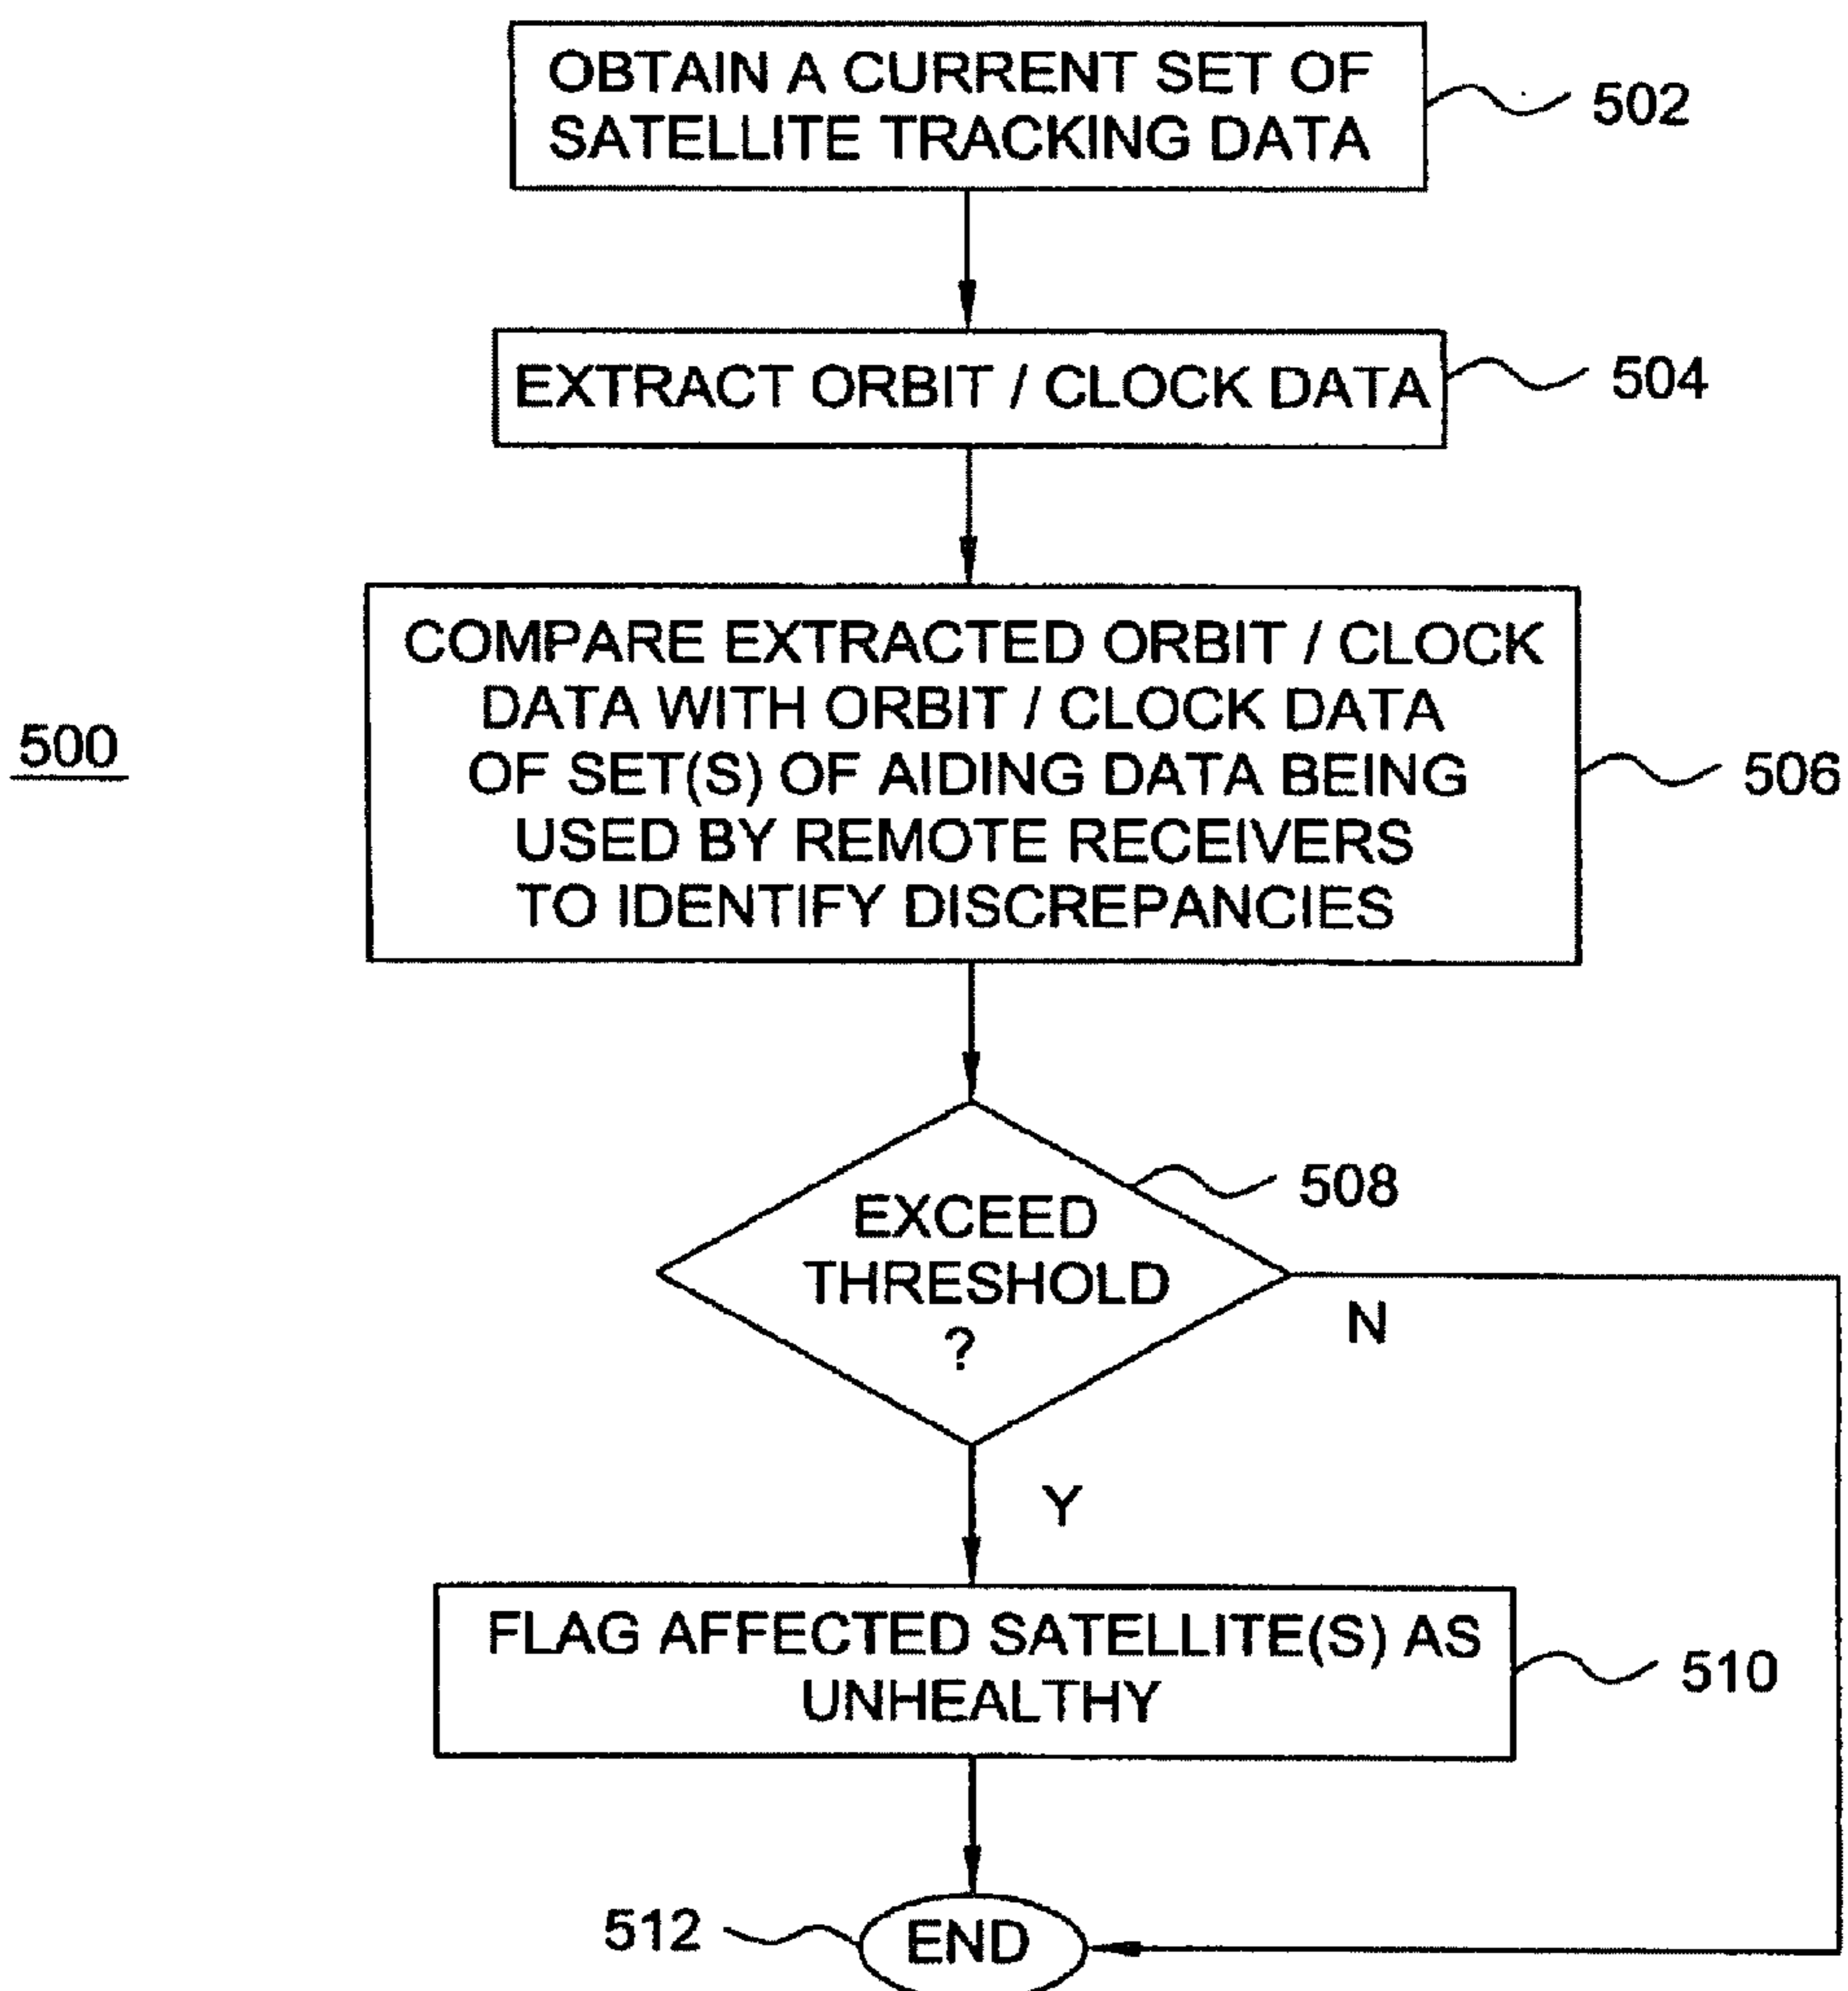 OBTAIN A CURRENT SET OF
SATELLITE TRACKING DATA
502
EXTRACT ORBIT / CLOCK DATA
504
COMPARE EXTRACTED ORBIT / CLOCK
DATA WITH ORBIT / CLOCK DATA
OF SET(S) OF AIDING DATA BEING
USED BY REMOTE RECEIVERS
TO IDENTIFY DISCREPANCIES
500
506
508
EXCEED
THRESHOLD
?
N
Y
FLAG AFFECTED SATELLITE(S) AS
UNHEALTHY
510
512
END